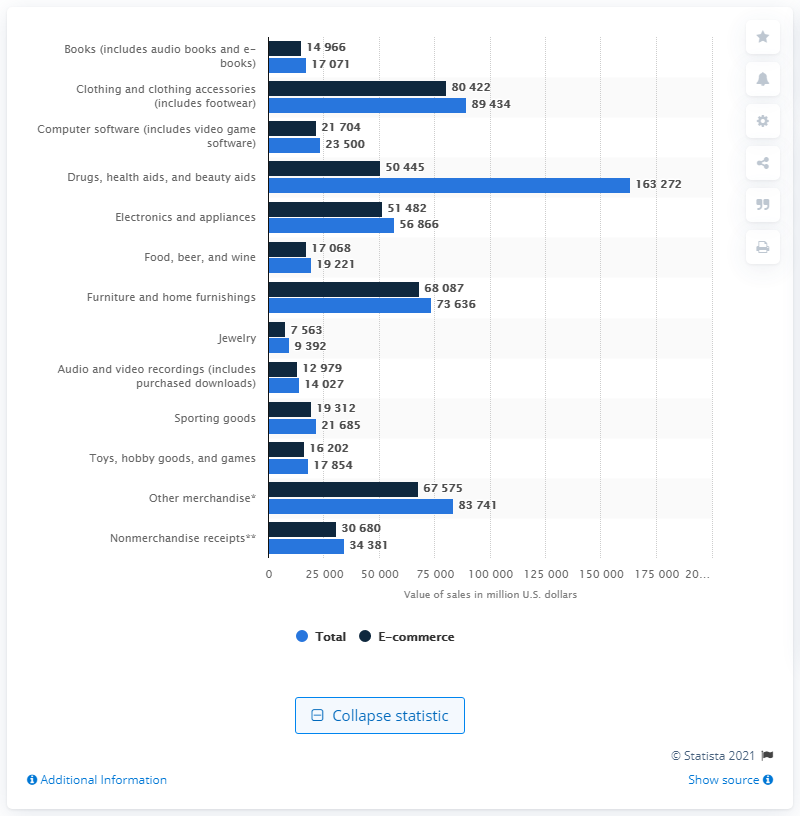 Books (includes audio books and e-
books)
14 966
17 071
Clothing and clothing accessories
(includes footwear)
80 422
89 434
Computer software (includes video game
software)
21 704
23 500
Drugs, health aids, and beauty aids
50 445
163 272
Electronics and appliances
51 482
56 866
Food, beer, and wine
17 068
19 221
Furniture and home furnishings
68 087
73 636
Jewelry
7 563
9 392
Audio and video recordings (includes
purchased downloads)
12 979
14 027
Sporting goods
19 312
21 685
Toys, hobby goods, and games
16 202
17 854
Other merchandise*
67 575
83 741
Nonmerchandise receipts**
30 680
34 381
0 25 000 50 000 75 000 100 000 125 000 150 000 175 000 20…
Value of sales in million U.S. dollars
Total E-commerce
Collapse statistic
© Statista 2021
Additional Information Show source